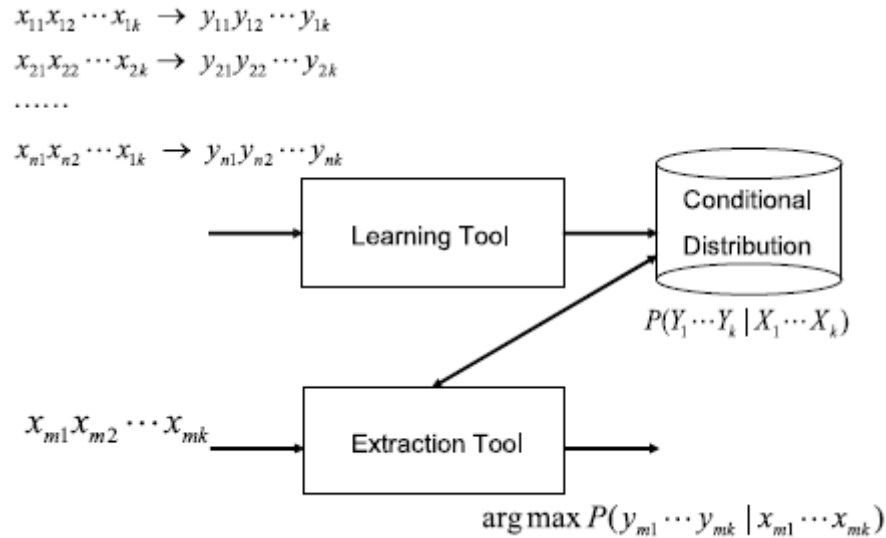 x₁₁x₁₂⋯x₁ₖ → y₁₁y₁₂⋯y₁ₖ
x₂₁x₂₂⋯x₂ₖ → y₂₁y₂₂⋯y₂ₖ
⋯⋯
xₙ₁xₙ₂⋯x₁ₖ → yₙ₁yₙ₂⋯yₙₖ
Learning Tool
Conditional
Distribution
P(Y₁⋯Yₖ | X₁⋯Xₖ)
xₘ₁xₘ₂⋯xₘₖ
Extraction Tool
arg max P(yₘ₁⋯yₘₖ | xₘ₁⋯xₘₖ)